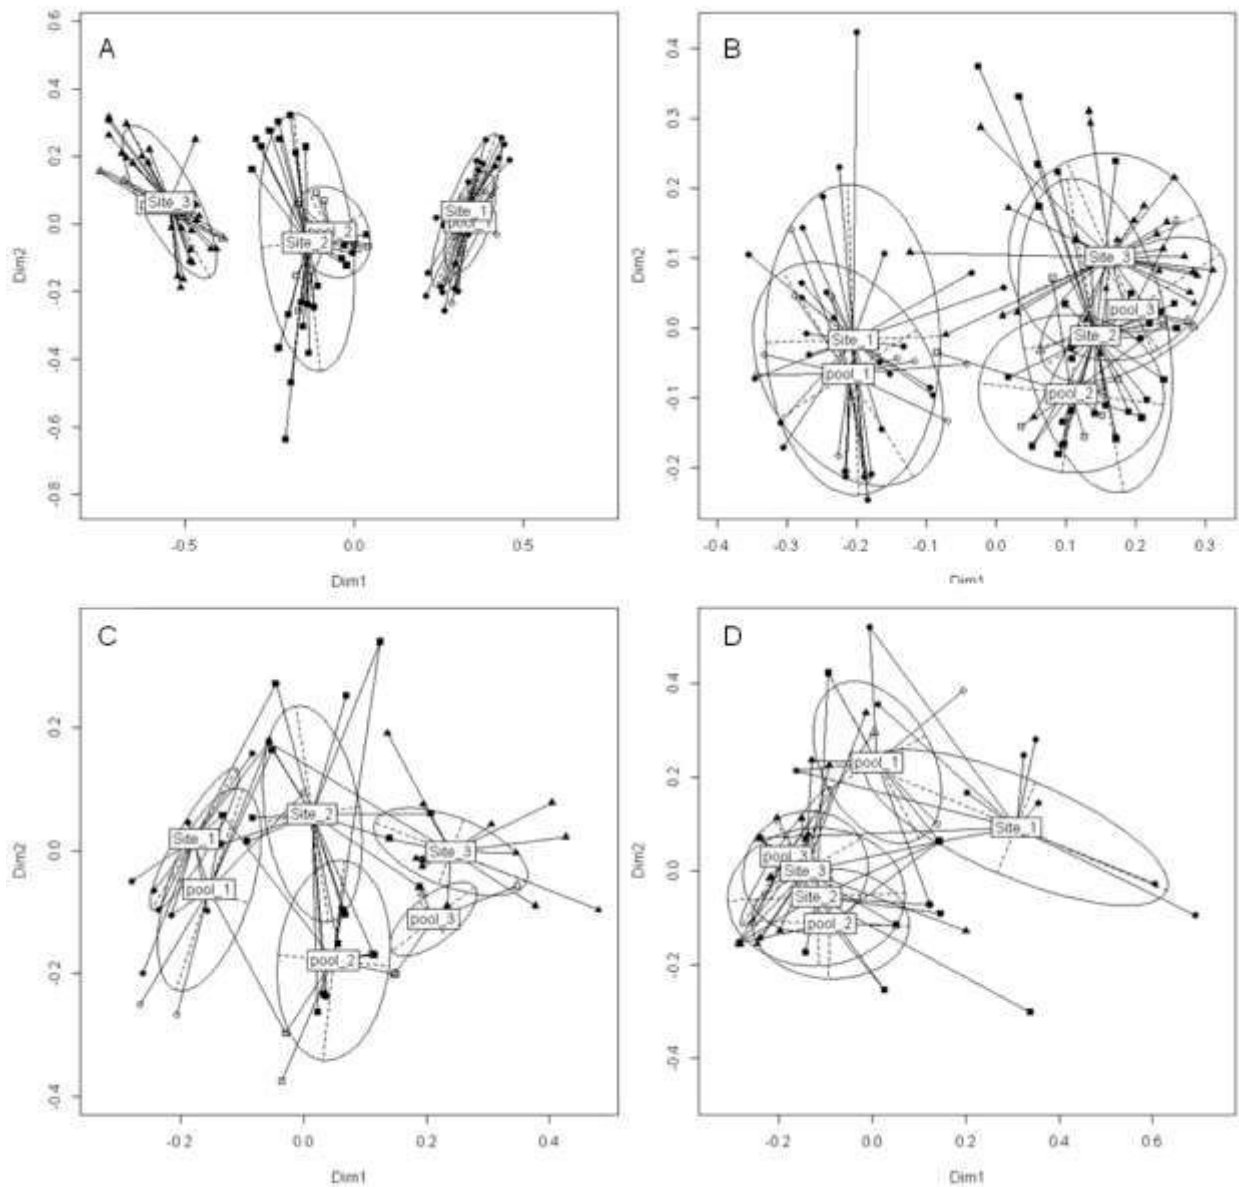 A
0.6
0.4
0.2
0.0
-0.2
-0.4
-0.6
-0.8
Dim2
Site_3
pool_2
Site_2
Site_1
pool_1
-0.5
0.0
0.5
Dim1
B
0.4
0.3
0.2
0.1
0.0
-0.1
-0.2
Dim2
Site_3
pool_3
Site_2
Site_1
pool_1
pool_2
-0.4
-0.3
-0.2
-0.1
0.0
0.1
0.2
0.3
Dim1
C
0.2
0.0
-0.2
-0.4
Dim2
Site_2
Site_1
Site_3
pool_1
pool_3
pool_2
-0.2
0.0
0.2
0.4
Dim1
D
0.4
0.2
0.0
-0.2
-0.4
Dim2
pool_1
Site_1
pool_3
Site_3
Site_2
pool_2
-0.2
0.0
0.2
0.4
0.6
Dim1